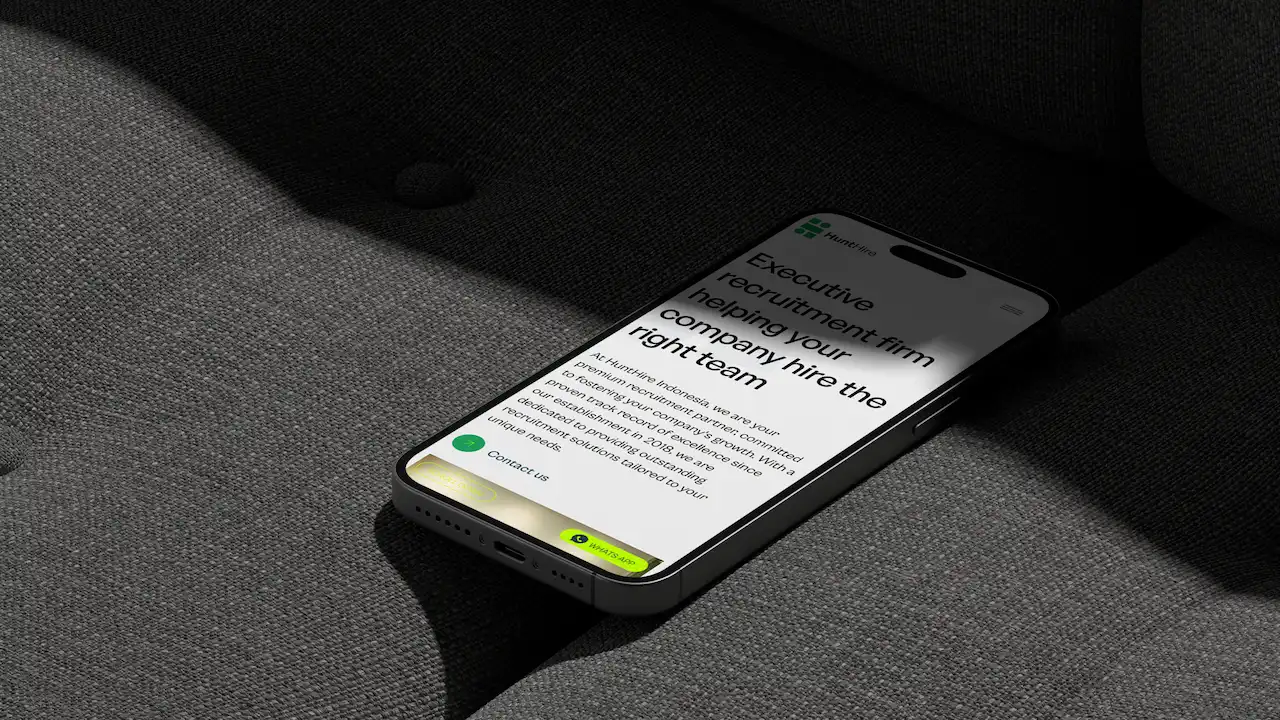 HuntHire
Executive
recruitment firm
helping your
company hire the
right team
At HuntHire Indonesia, we are your
premium recruitment partner, committed
to fostering your company's growth. With a
proven track record of excellence since
our establishment in 2018, we are
dedicated to providing outstanding
recruitment solutions tailored to your
unique needs.
Contact us
WHATSAPP